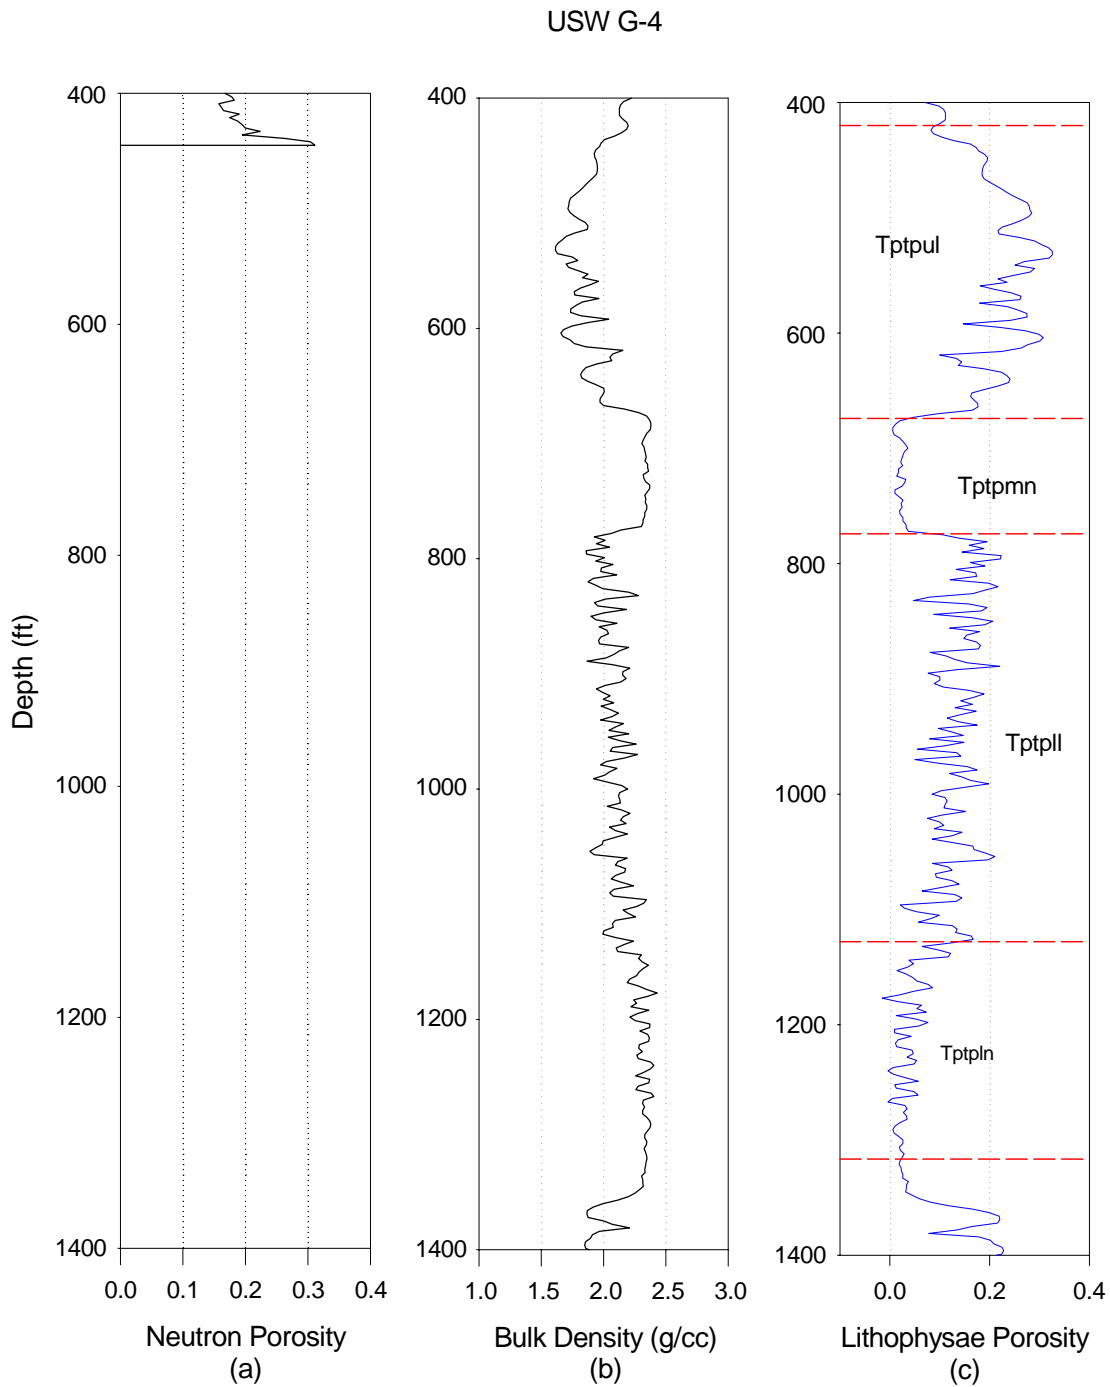 USW G-4
400
600
800
1000
1200
1400
Depth (ft)
0.0 0.1 0.2 0.3 0.4
Neutron Porosity
(a)
400
600
800
1000
1200
1400
1.0 1.5 2.0 2.5 3.0
Bulk Density (g/cc)
(b)
400
600
800
1000
1200
1400
Tptpul
Tptpmn
Tptpll
Tptpln
0.0 0.2 0.4
Lithophysae Porosity
(c)